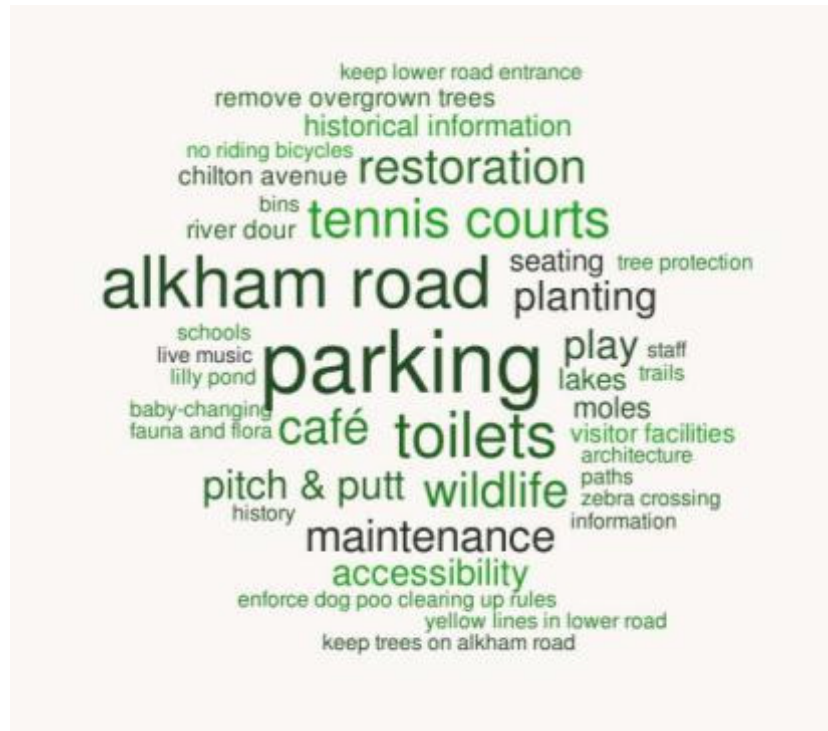 keep lower road entrance
remove overgrown trees
historical information
no riding bicycles
chilton avenue
restoration
bins
river dour
tennis courts
alkham road
seating
tree protection
planting
schools
live music
lilly pond
parking
play
staff
lakes
trails
baby-changing
fauna and flora
café
toilets
moles
visitor facilities
architecture
pitch & putt
wildlife
paths
zebra crossing
history
information
maintenance
accessibility
enforce dog poo clearing up rules
yellow lines in lower road
keep trees on alkham road